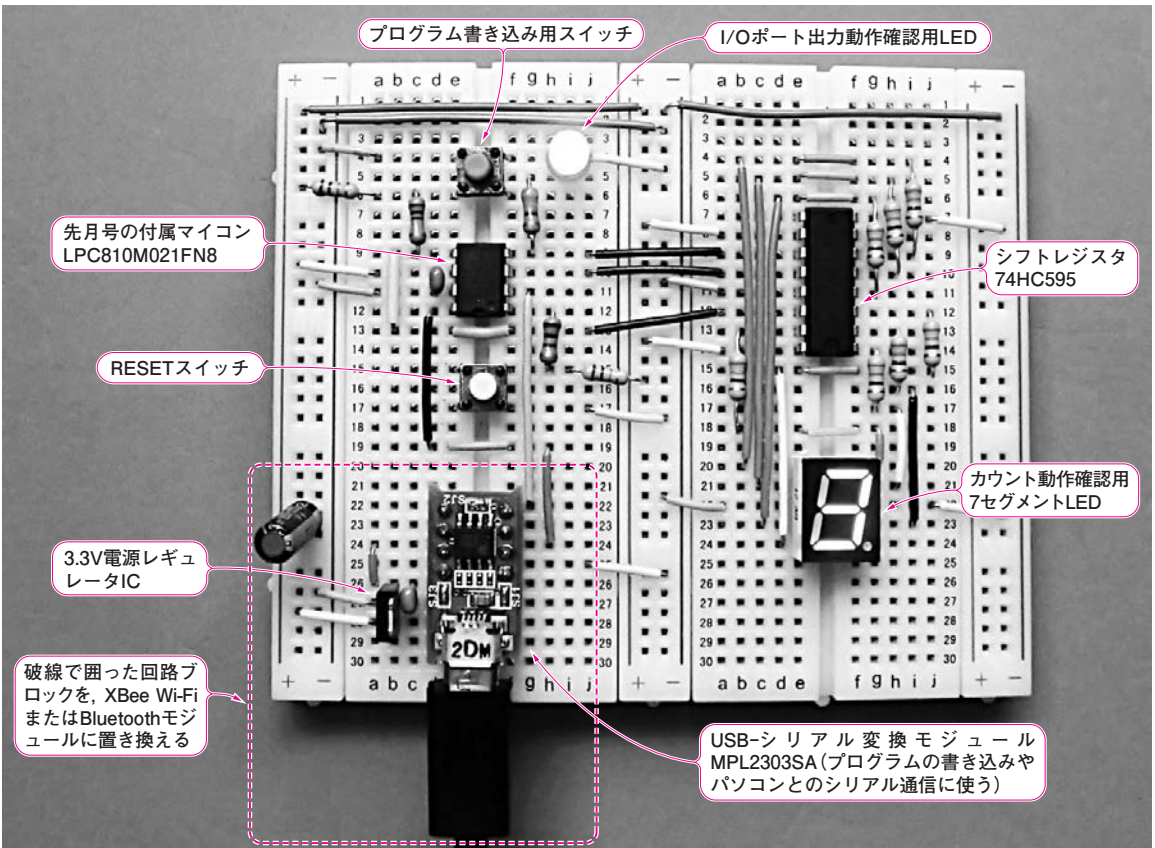 プログラム書き込み用スイッチ
I/Oポート出力動作確認用LED
先月号の付属マイコン
LPC810M021FN8
シフトレジスタ
74HC595
RESETスイッチ
カウント動作確認用
7セグメントLED
3.3V電源レギュ
レータIC
破線で囲った回路ブ
ロックを, XBee Wi-Fi
またはBluetoothモジ
ュールに置き換える
USB-シリアル変換モジュール
MPL2303SA(プログラムの書き込みや
パソコンとのシリアル通信に使う)
+ − a b c d e f g h i j + − a b c d e f g h i j + −
SJ2
SJ3
SJ1
2DM
+ − a b c f g h i j + − a b c d e f g h i j + −